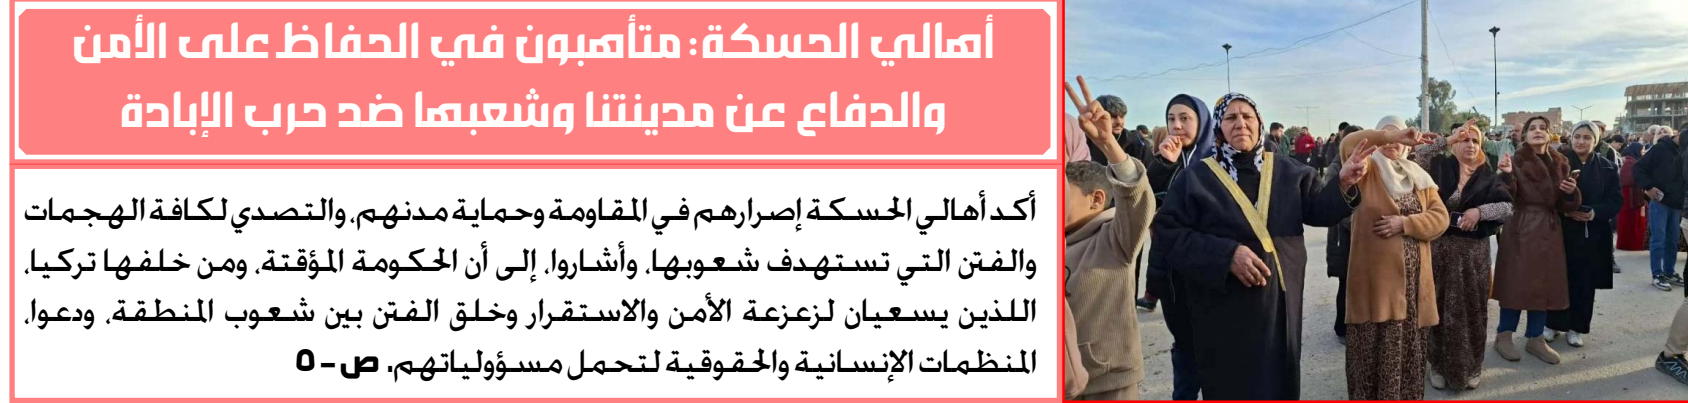 أهالي الحسكة: متأهبون في الحفاظ على الأمن
والدفاع عن مدينتنا وشعبها ضد حرب الإبادة
أكد أهالي الحسكة إصرارهم في المقاومة وحماية مدنهم، والتصدي لكافة الهجمات
والفتن التي تستهدف شعوبها، وأشاروا، إلى أن الحكومة المؤقتة، ومن خلفها تركيا،
اللذين يسعيان لزعزعة الأمن والاستقرار وخلق الفتن بين شعوب المنطقة، ودعوا،
المنظمات الإنسانية والحقوقية لتحمل مسؤولياتهم. ص - ٥